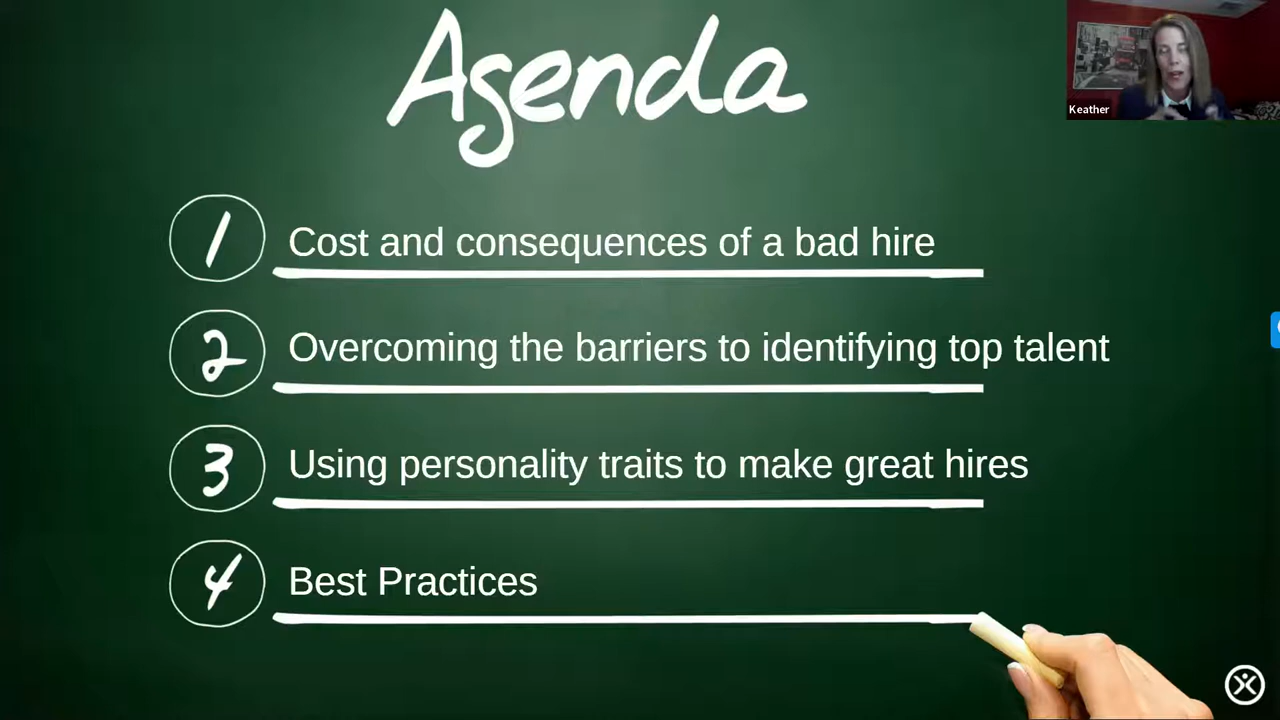 Agenda
Keather
1 Cost and consequences of a bad hire
2 Overcoming the barriers to identifying top talent
3 Using personality traits to make great hires
4 Best Practices